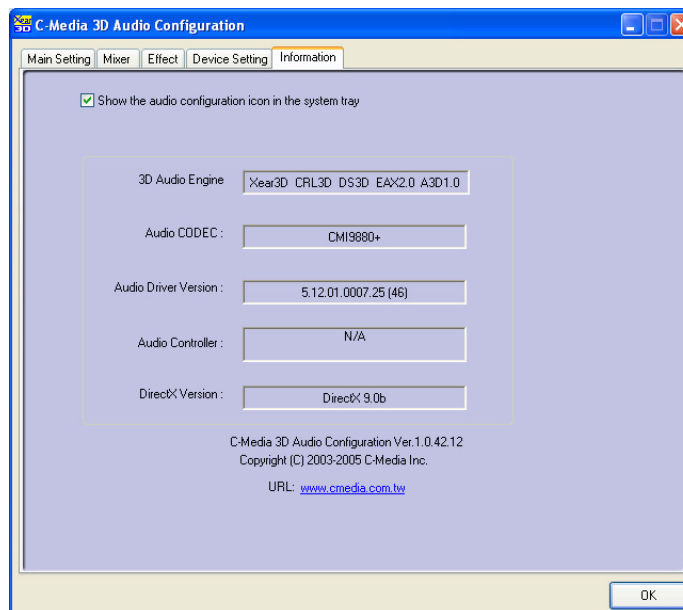 Xear 3D C-Media 3D Audio Configuration
Main Setting Mixer Effect Device Setting Information
Show the audio configuration icon in the system tray
3D Audio Engine Xear3D CRL3D DS3D EAX2.0 A3D1.0
Audio CODEC : CMI9880+
Audio Driver Version : 5.12.01.0007.25 (46)
Audio Controller : N/A
DirectX Version : DirectX 9.0b
C-Media 3D Audio Configuration Ver.1.0.42.12
Copyright (C) 2003-2005 C-Media Inc.
URL: www.cmedia.com.tw
OK